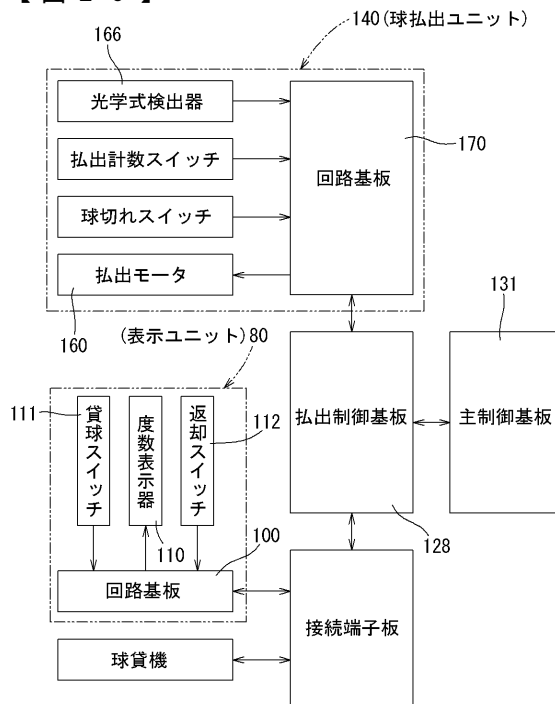 140(球払出ユニット)
166
光学式検出器
払出計数スイッチ
球切れスイッチ
払出モータ
回路基板
170
160
131
(表示ユニット)80
111
貸球スイッチ
度数表示器
返却スイッチ
112
110
100
回路基板
払出制御基板
主制御基板
128
接続端子板
球貸機